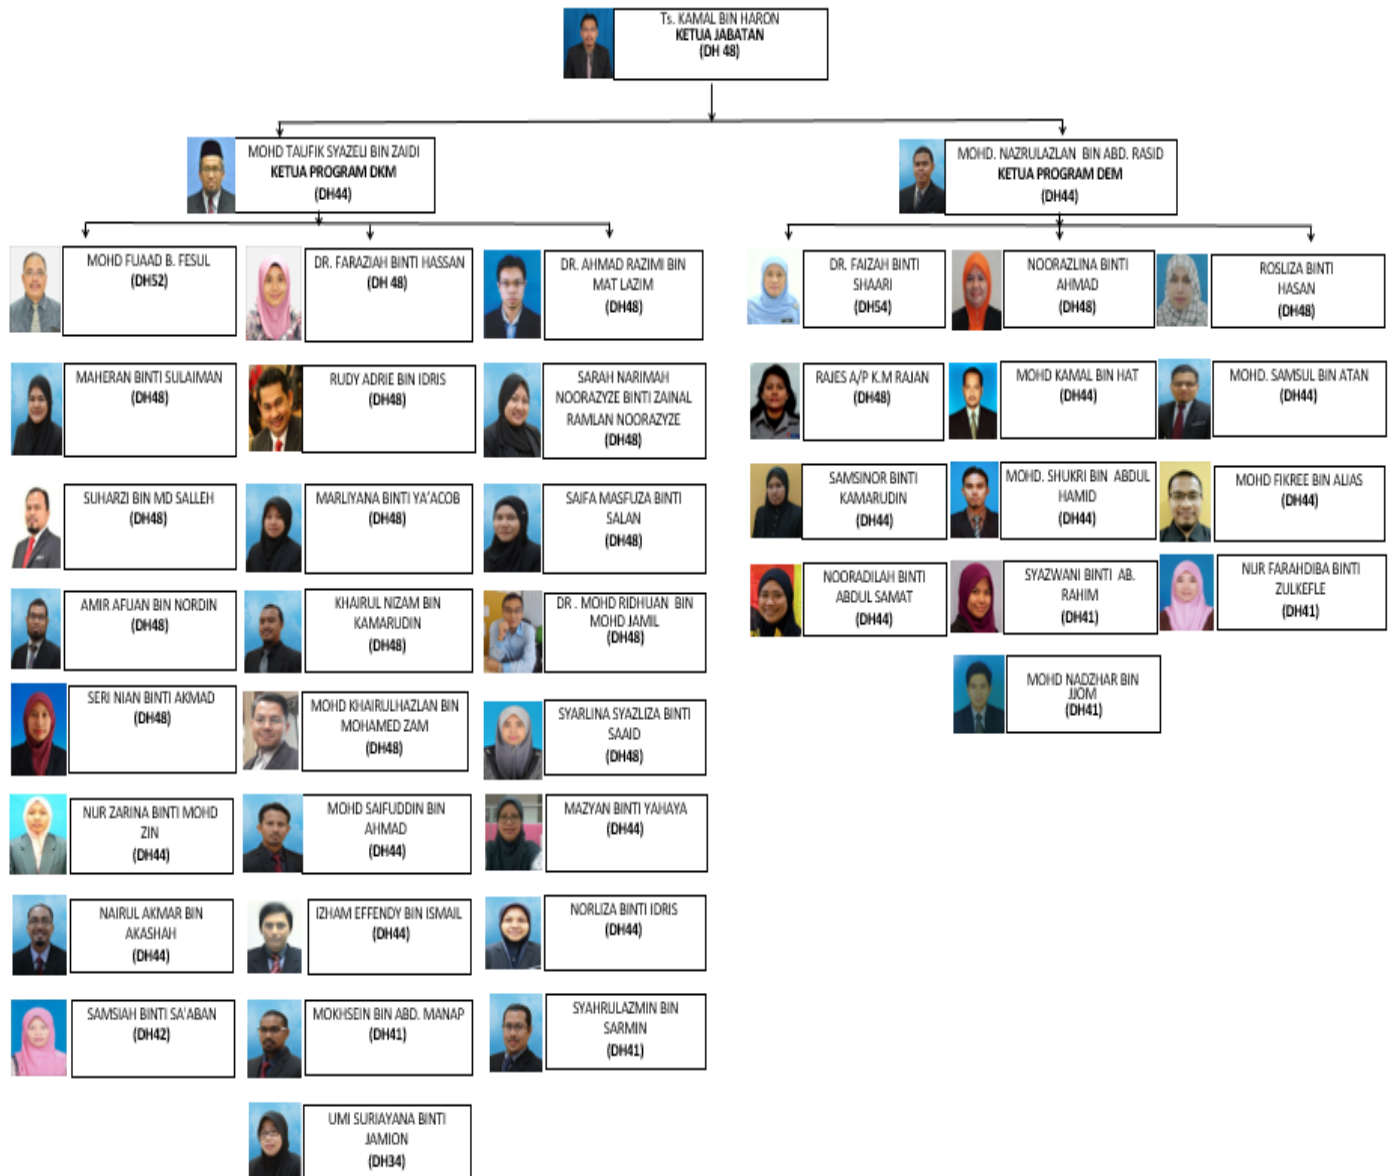 Ts. KAMAL BIN HARON
KETUA JABATAN
(DH 48)
MOHD TAUFIK SYAZELI BIN ZAIDI
KETUA PROGRAM DKM
(DH44)
MOHD. NAZRULAZLAN BIN ABD. RASID
KETUA PROGRAM DEM
(DH44)
MOHD FUAAD B. FESUL
(DH52)
DR. FARAZIAH BINTI HASSAN
(DH 48)
DR. AHMAD RAZIMI BIN
MAT LAZIM
(DH48)
DR. FAIZAH BINTI
SHAARI
(DH54)
NOORAZLINA BINTI
AHMAD
(DH48)
ROSLIZA BINTI
HASAN
(DH48)
MAHERAN BINTI SULAIMAN
(DH48)
RUDY ADRIE BIN IDRIS
(DH48)
SARAH NARIMAH
NOORAZYZE BINTI ZAINAL
RAMLAN NOORAZYZE
(DH48)
RAJES A/P K.M RAJAN
(DH48)
MOHD KAMAL BIN HAT
(DH44)
MOHD. SAMSUL BIN ATAN
(DH44)
SUHARZI BIN MD SALLEH
(DH48)
MARLIYANA BINTI YA'ACOB
(DH48)
SAIFA MASFUZA BINTI
SALAN
(DH48)
SAMSINOR BINTI
KAMARUDIN
(DH44)
MOHD. SHUKRI BIN ABDUL
HAMID
(DH44)
MOHD FIKREE BIN ALIAS
(DH44)
AMIR AFUAN BIN NORDIN
(DH48)
KHAIRUL NIZAM BIN
KAMARUDIN
(DH48)
DR . MOHD RIDHUAN BIN
MOHD JAMIL
(DH48)
NOORADILAH BINTI
ABDUL SAMAT
(DH44)
SYAZWANI BINTI AB.
RAHIM
(DH41)
NUR FARAHDIBA BINTI
ZULKEFLE
(DH41)
SERI NIAN BINTI AKMAD
(DH48)
MOHD KHAIRULHAZLAN BIN
MOHAMED ZAM
(DH48)
SYARLINA SYAZLIZA BINTI
SAAID
(DH48)
MOHD NADZHAR BIN
JJOM
(DH41)
NUR ZARINA BINTI MOHD
ZIN
(DH44)
MOHD SAIFUDDIN BIN
AHMAD
(DH44)
MAZYAN BINTI YAHAYA
(DH44)
NAIRUL AKMAR BIN
AKASHAH
(DH44)
IZHAM EFFENDY BIN ISMAIL
(DH44)
NORLIZA BINTI IDRIS
(DH44)
SAMSIAH BINTI SA'ABAN
(DH42)
MOKHSEIN BIN ABD. MANAP
(DH41)
SYAHRULAZMIN BIN
SARMIN
(DH41)
UMI SURIAYANA BINTI
JAMION
(DH34)